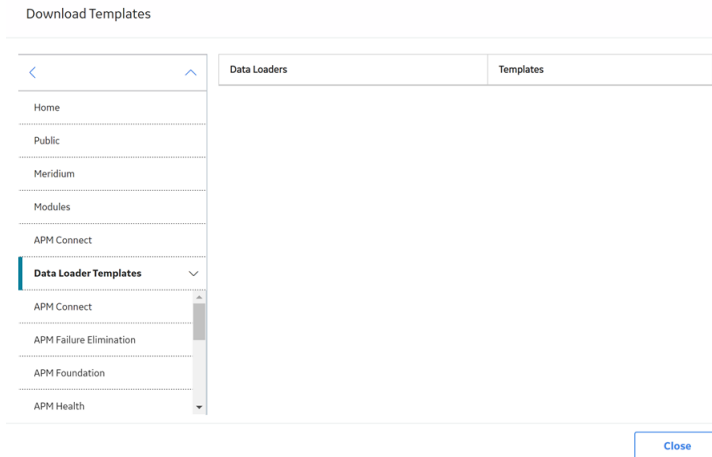 Download Templates
Data Loaders
Templates
Home
Public
Meridium
Modules
APM Connect
Data Loader Templates
APM Connect
APM Failure Elimination
APM Foundation
APM Health
Close